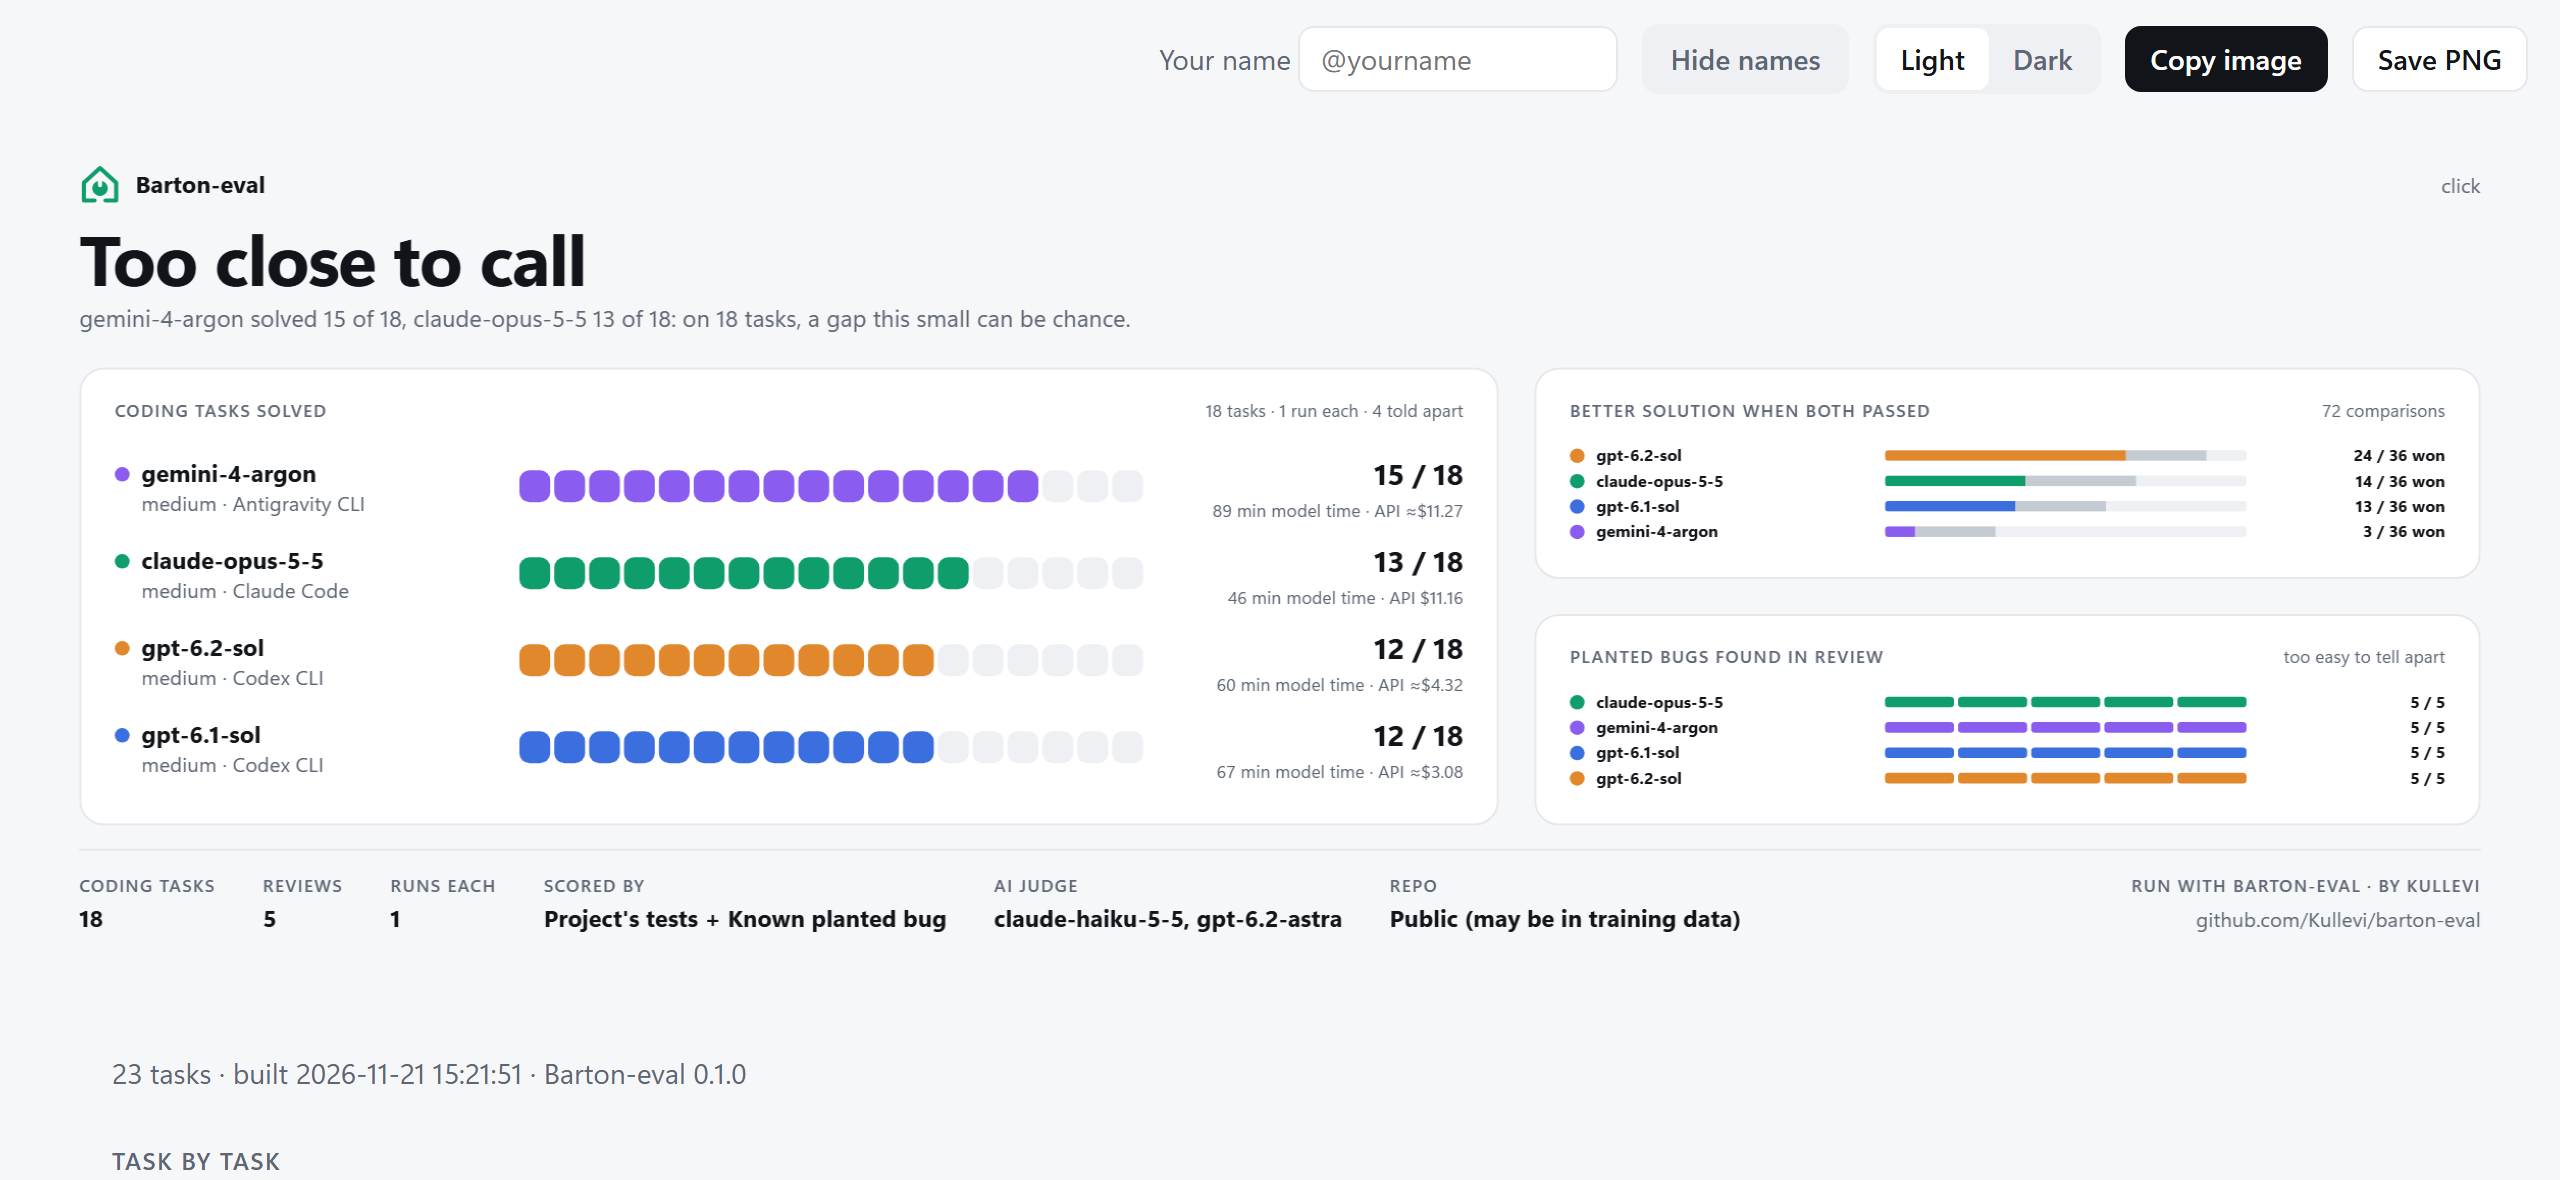 Your name @yourname Hide names Light Dark Copy image Save PNG
Barton-eval
click
Too close to call
gemini-4-argon solved 15 of 18, claude-opus-5-5 13 of 18: on 18 tasks, a gap this small can be chance.
CODING TASKS SOLVED 18 tasks · 1 run each · 4 told apart
gemini-4-argon 15 / 18
medium · Antigravity CLI 89 min model time · API ≈$11.27
claude-opus-5-5 13 / 18
medium · Claude Code 46 min model time · API $11.16
gpt-6.2-sol 12 / 18
medium · Codex CLI 60 min model time · API ≈$4.32
gpt-6.1-sol 12 / 18
medium · Codex CLI 67 min model time · API ≈$3.08
BETTER SOLUTION WHEN BOTH PASSED 72 comparisons
gpt-6.2-sol 24 / 36 won
claude-opus-5-5 14 / 36 won
gpt-6.1-sol 13 / 36 won
gemini-4-argon 3 / 36 won
PLANTED BUGS FOUND IN REVIEW too easy to tell apart
claude-opus-5-5 5 / 5
gemini-4-argon 5 / 5
gpt-6.1-sol 5 / 5
gpt-6.2-sol 5 / 5
CODING TASKS REVIEWS RUNS EACH SCORED BY AI JUDGE REPO RUN WITH BARTON-EVAL · BY KULLEVI
18 5 1 Project's tests + Known planted bug claude-haiku-5-5, gpt-6.2-astra Public (may be in training data) github.com/Kullevi/barton-eval
23 tasks · built 2026-11-21 15:21:51 · Barton-eval 0.1.0
TASK BY TASK